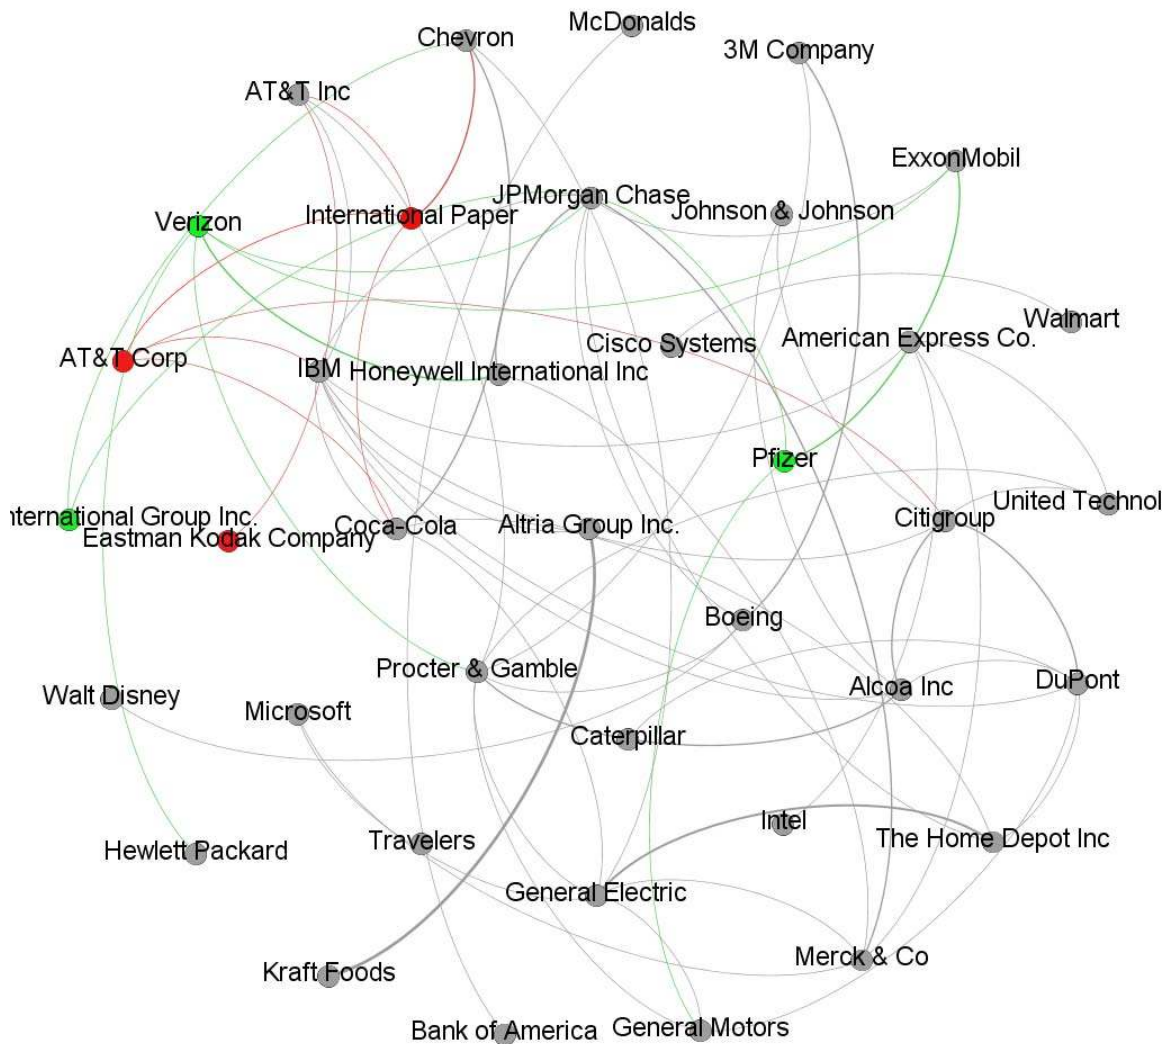 McDonalds
Chevron
3M Company
AT&T Inc
ExxonMobil
JPMorgan Chase
Johnson & Johnson
International Paper
Verizon
Walmart
American Express Co.
Cisco Systems
AT&T Corp
IBM
Honeywell International Inc
Pfizer
United Technol
International Group Inc.
Citigroup
Altria Group Inc.
Coca-Cola
Eastman Kodak Company
Boeing
Procter & Gamble
Alcoa Inc
DuPont
Walt Disney
Microsoft
Caterpillar
Intel
The Home Depot Inc
Travelers
Hewlett Packard
General Electric
Merck & Co
Kraft Foods
Bank of America
General Motors